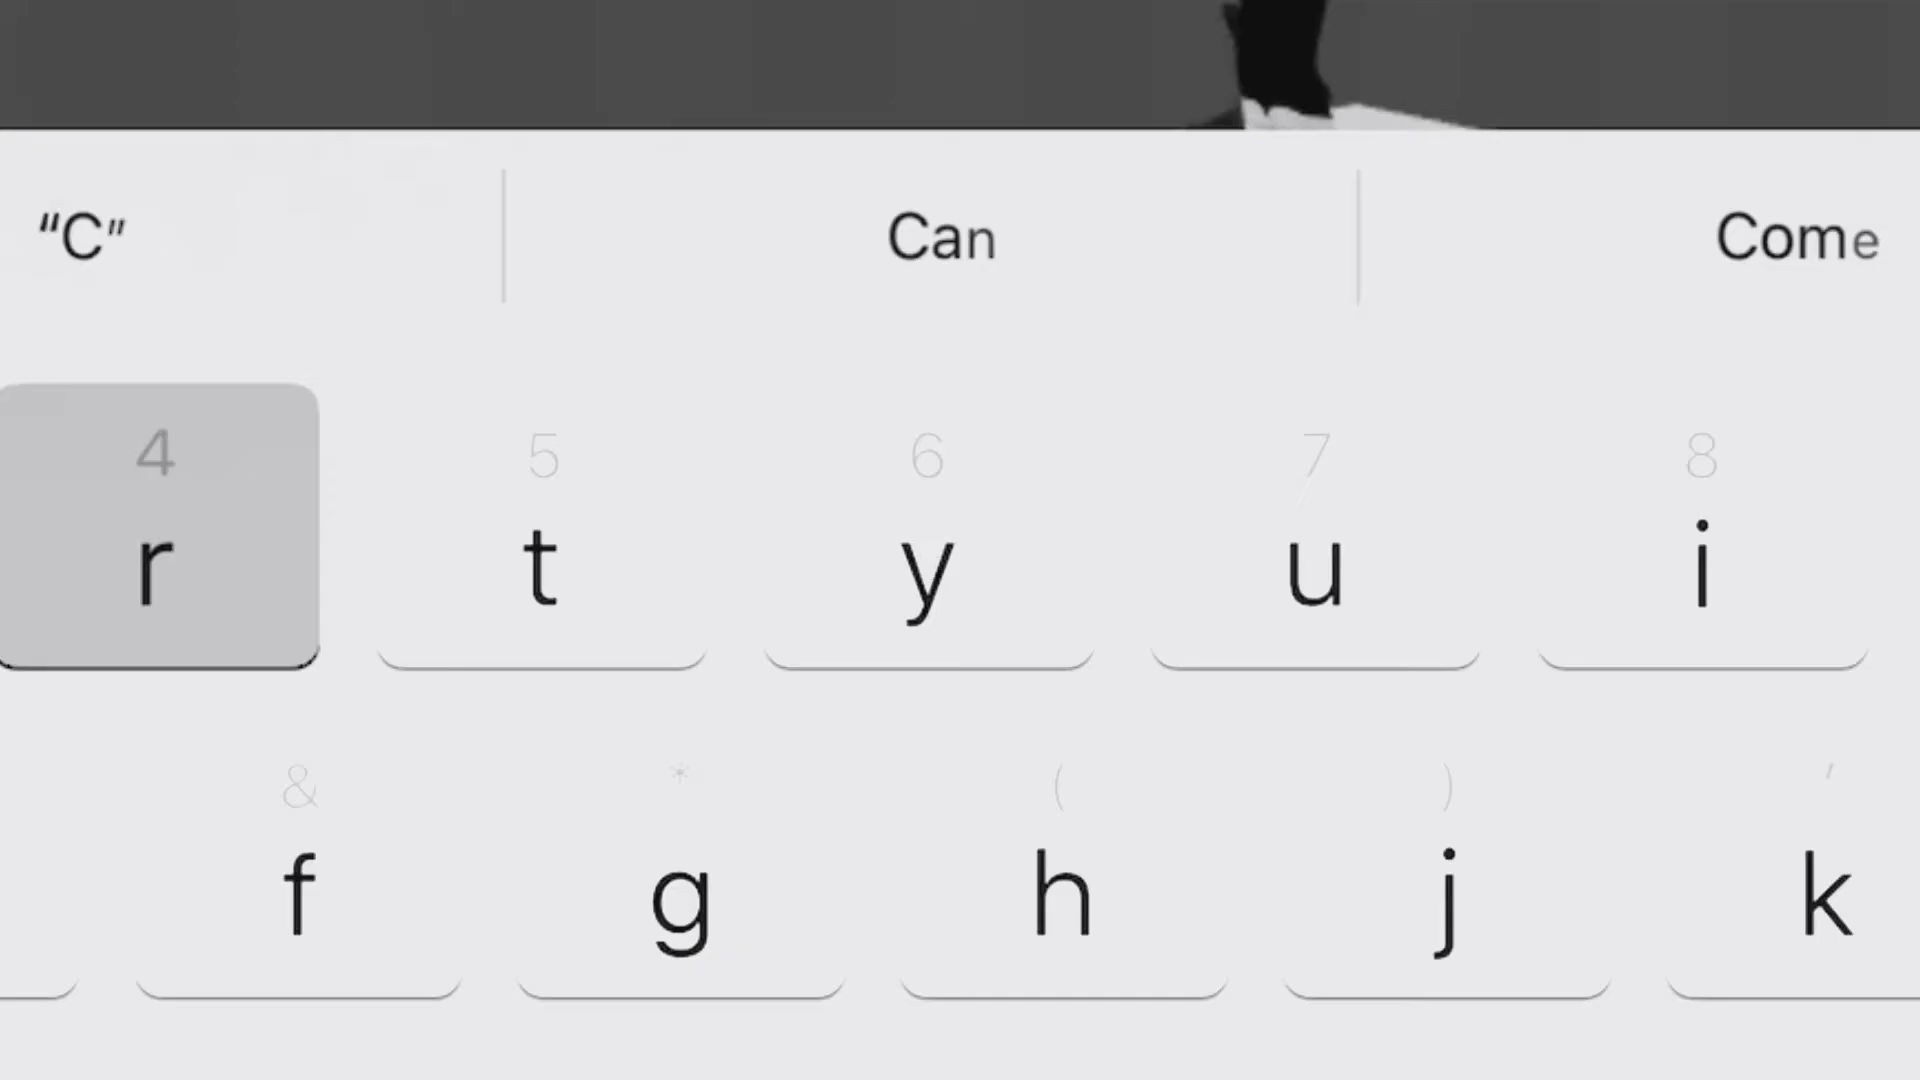 “C” Can Come
4 5 6 7 8
r t y u i
& * ( ) '
f g h j k